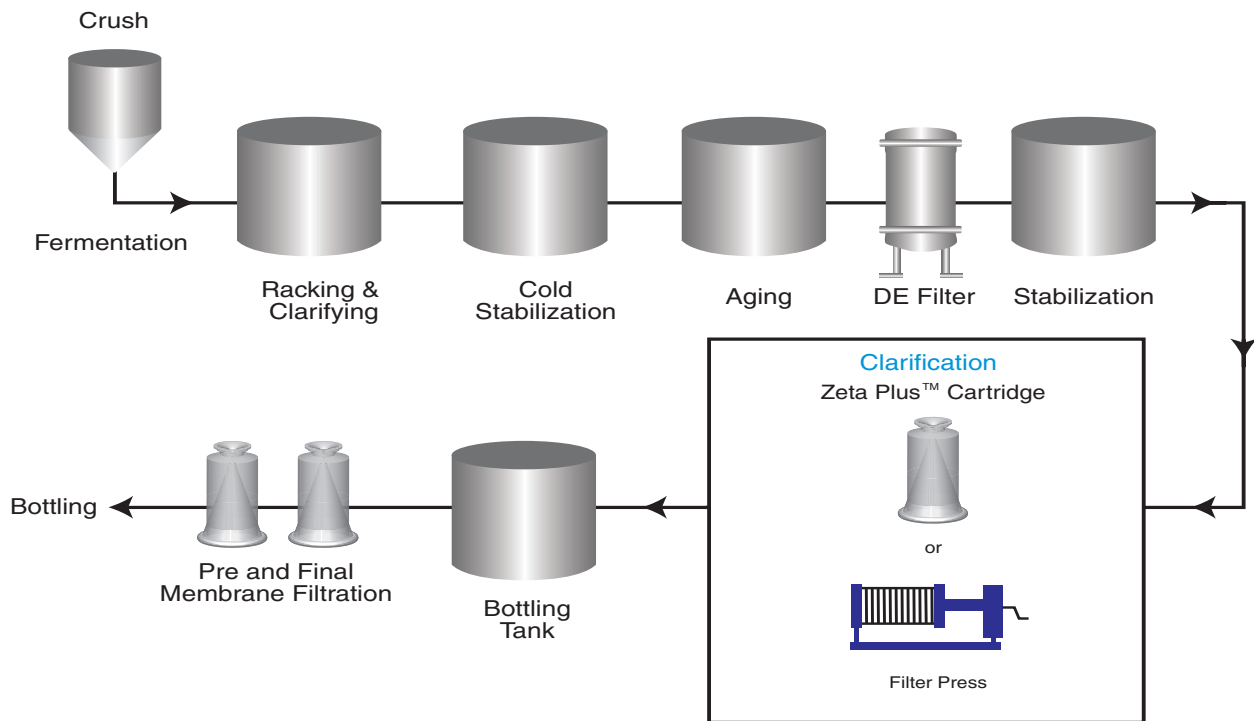 Crush
Fermentation
Racking &
Clarifying
Cold
Stabilization
Aging
DE Filter
Stabilization
Clarification
Zeta Plus™ Cartridge
or
Filter Press
Bottling
Tank
Pre and Final
Membrane Filtration
Bottling